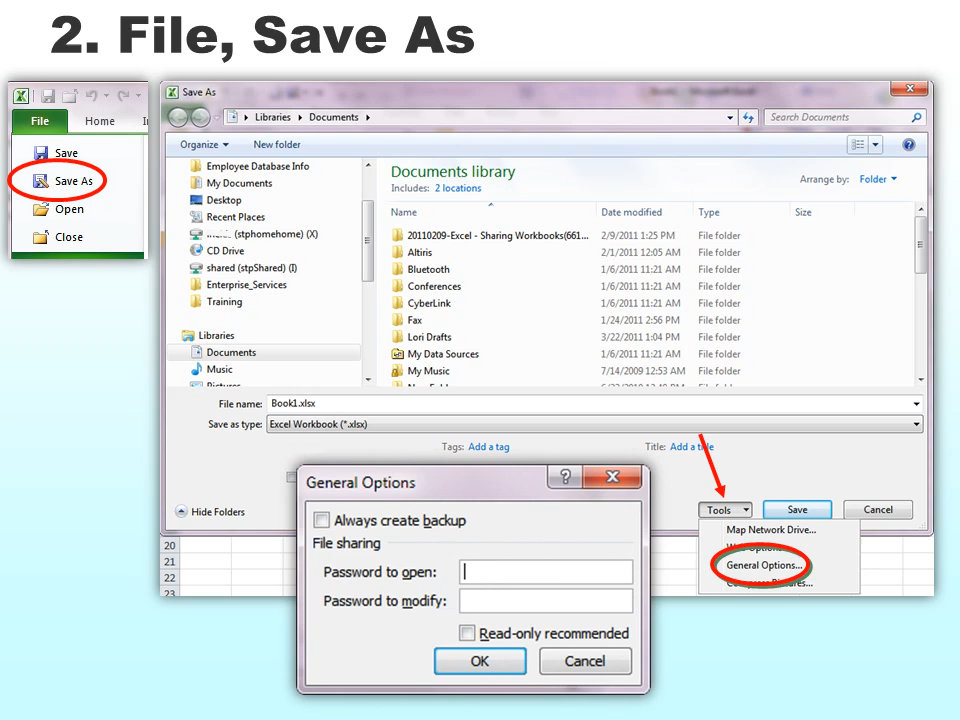 2. File, Save As
File Home
Save
Save As
Open
Close
Save As
Libraries Documents
Search Documents
Organize New folder
Employee Database Info
My Documents
Desktop
Recent Places
(stphomehome) (X)
CD Drive
shared (stpShared) (I)
Enterprise_Services
Training
Libraries
Documents
Music
Pictures
Documents library
Includes: 2 locations
Arrange by: Folder
Name Date modified Type Size
20110209-Excel - Sharing Workbooks(661... 2/9/2011 1:25 PM File folder
Altiris 2/1/2011 12:05 AM File folder
Bluetooth 1/6/2011 11:21 AM File folder
Conferences 1/6/2011 11:21 AM File folder
CyberLink 1/6/2011 11:21 AM File folder
Fax 1/24/2011 2:56 PM File folder
Lori Drafts 3/22/2011 1:04 PM File folder
My Data Sources 1/6/2011 11:21 AM File folder
My Music 7/14/2009 12:53 AM File folder
File name: Book1.xlsx
Save as type: Excel Workbook (*.xlsx)
Tags: Add a tag Title: Add a title
Hide Folders
Tools Save Cancel
Map Network Drive...
Web Options...
General Options...
Compress Pictures...
20
21
22
23
General Options
Always create backup
File sharing
Password to open:
Password to modify:
Read-only recommended
OK Cancel